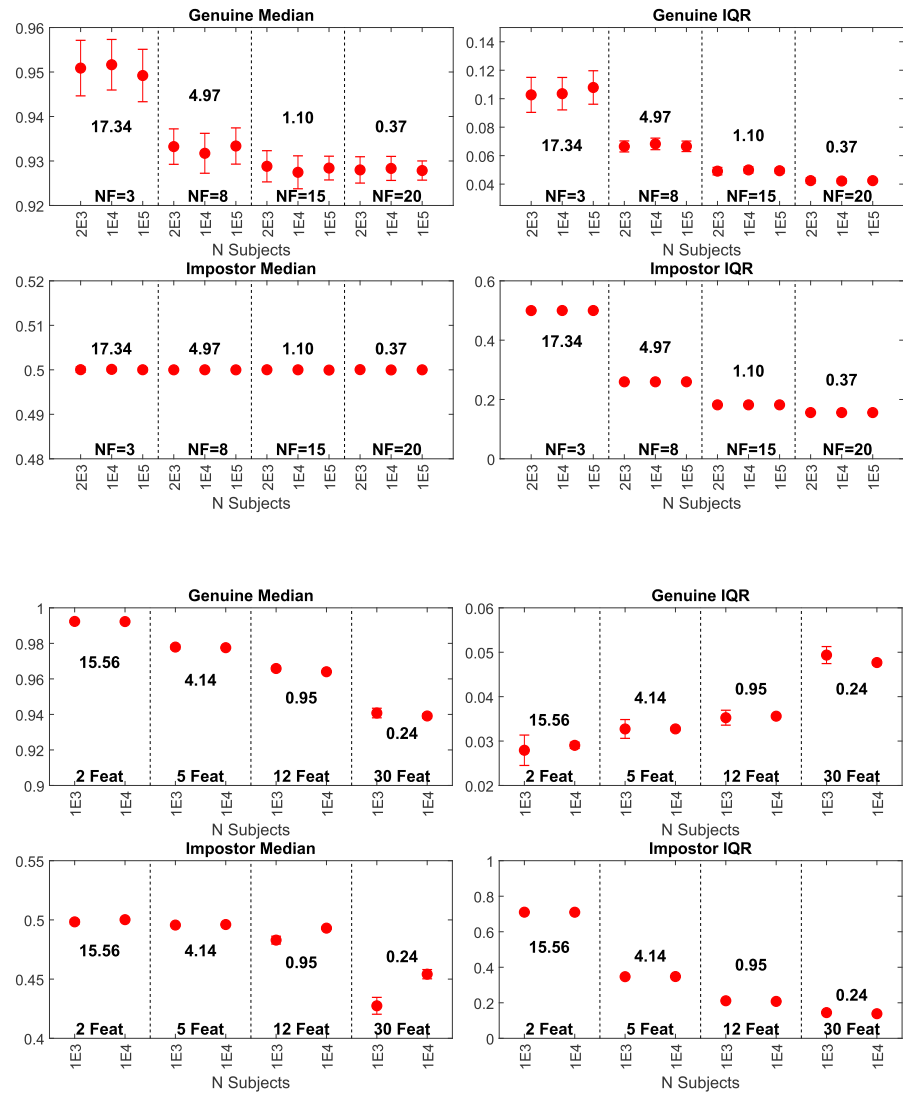 Genuine Median
0.96
0.95
0.94
0.93
0.92
17.34
4.97
1.10
0.37
NF=3
NF=8
NF=15
NF=20
2E3
1E4
1E5
2E3
1E4
1E5
2E3
1E4
1E5
2E3
1E4
1E5
N Subjects
Genuine IQR
0.14
0.12
0.1
0.08
0.06
0.04
17.34
4.97
1.10
0.37
NF=3
NF=8
NF=15
NF=20
2E3
1E4
1E5
2E3
1E4
1E5
2E3
1E4
1E5
2E3
1E4
1E5
N Subjects
Impostor Median
0.52
0.51
0.5
0.49
0.48
17.34
4.97
1.10
0.37
NF=3
NF=8
NF=15
NF=20
2E3
1E4
1E5
2E3
1E4
1E5
2E3
1E4
1E5
2E3
1E4
1E5
N Subjects
Impostor IQR
0.6
0.4
0.2
0
17.34
4.97
1.10
0.37
NF=3
NF=8
NF=15
NF=20
2E3
1E4
1E5
2E3
1E4
1E5
2E3
1E4
1E5
2E3
1E4
1E5
N Subjects
Genuine Median
1
0.98
0.96
0.94
0.92
0.9
15.56
4.14
0.95
0.24
2 Feat
5 Feat
12 Feat
30 Feat
1E3
1E4
1E3
1E4
1E3
1E4
1E3
1E4
N Subjects
Genuine IQR
0.06
0.05
0.04
0.03
0.02
15.56
4.14
0.95
0.24
2 Feat
5 Feat
12 Feat
30 Feat
1E3
1E4
1E3
1E4
1E3
1E4
1E3
1E4
N Subjects
Impostor Median
0.55
0.5
0.45
0.4
15.56
4.14
0.95
0.24
2 Feat
5 Feat
12 Feat
30 Feat
1E3
1E4
1E3
1E4
1E3
1E4
1E3
1E4
N Subjects
Impostor IQR
1
0.8
0.6
0.4
0.2
0
15.56
4.14
0.95
0.24
2 Feat
5 Feat
12 Feat
30 Feat
1E3
1E4
1E3
1E4
1E3
1E4
1E3
1E4
N Subjects